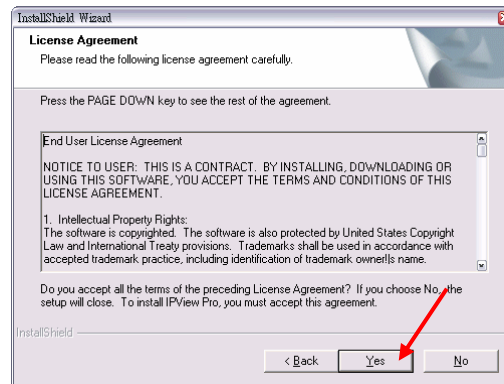 InstallShield Wizard
License Agreement
Please read the following license agreement carefully.
Press the PAGE DOWN key to see the rest of the agreement.
End User License Agreement
NOTICE TO USER: THIS IS A CONTRACT. BY INSTALLING, DOWNLOADING OR
USING THIS SOFTWARE, YOU ACCEPT THE TERMS AND CONDITIONS OF THIS
LICENSE AGREEMENT.
1. Intellectual Property Rights:
The software is copyrighted. The software is also protected by United States Copyright
Law and International Treaty provisions. Trademarks shall be used in accordance with
accepted trademark practice, including identification of trademark owner!|s name.
Do you accept all the terms of the preceding License Agreement? If you choose No, the
setup will close. To install IPView Pro, you must accept this agreement.
InstallShield
< Back
Yes
No